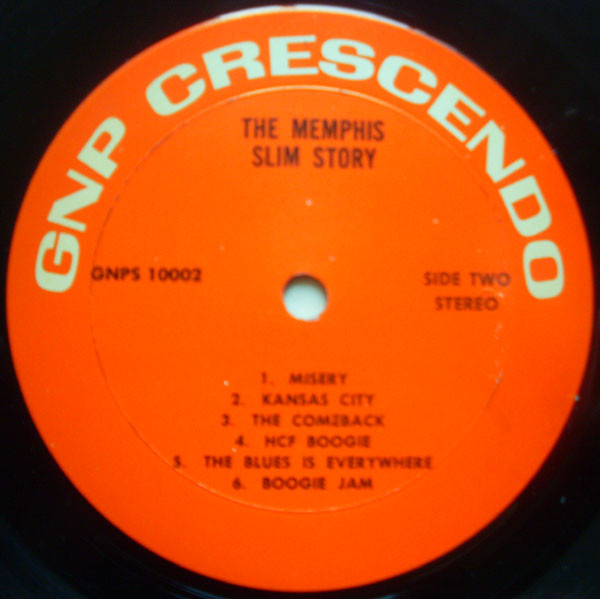 GNP CRESCENDO
THE MEMPHIS
SLIM STORY
GNPS 10002
SIDE TWO
STEREO
1. MISERY
2. KANSAS CITY
3. THE COMEBACK
4. HCF BOOGIE
5. THE BLUES IS EVERYWHERE
6. BOOGIE JAM